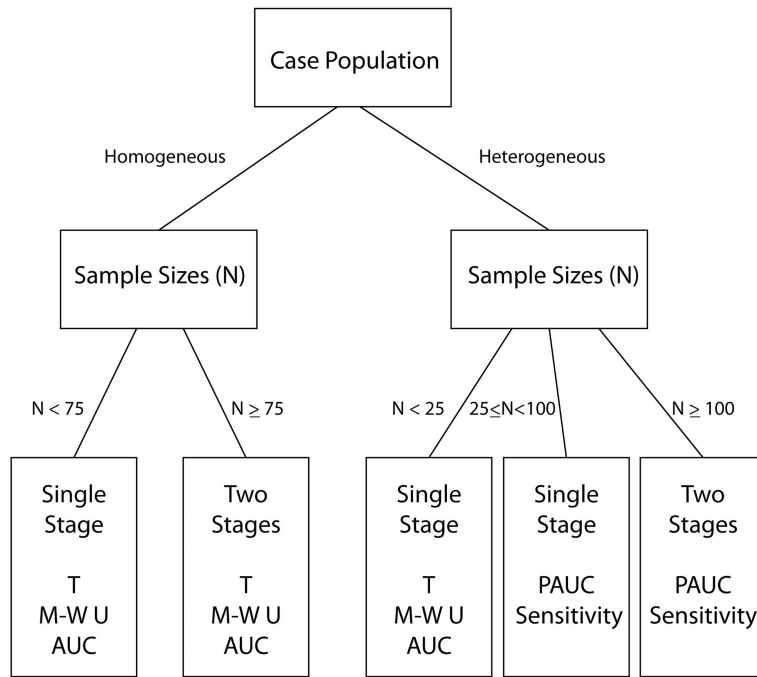 Case Population
Homogeneous
Heterogeneous
Sample Sizes (N)
Sample Sizes (N)
N < 75
N ≥ 75
N < 25
25≤N<100
N ≥ 100
Single
Stage
T
M-W U
AUC
Two
Stages
T
M-W U
AUC
Single
Stage
T
M-W U
AUC
Single
Stage
PAUC
Sensitivity
Two
Stages
PAUC
Sensitivity